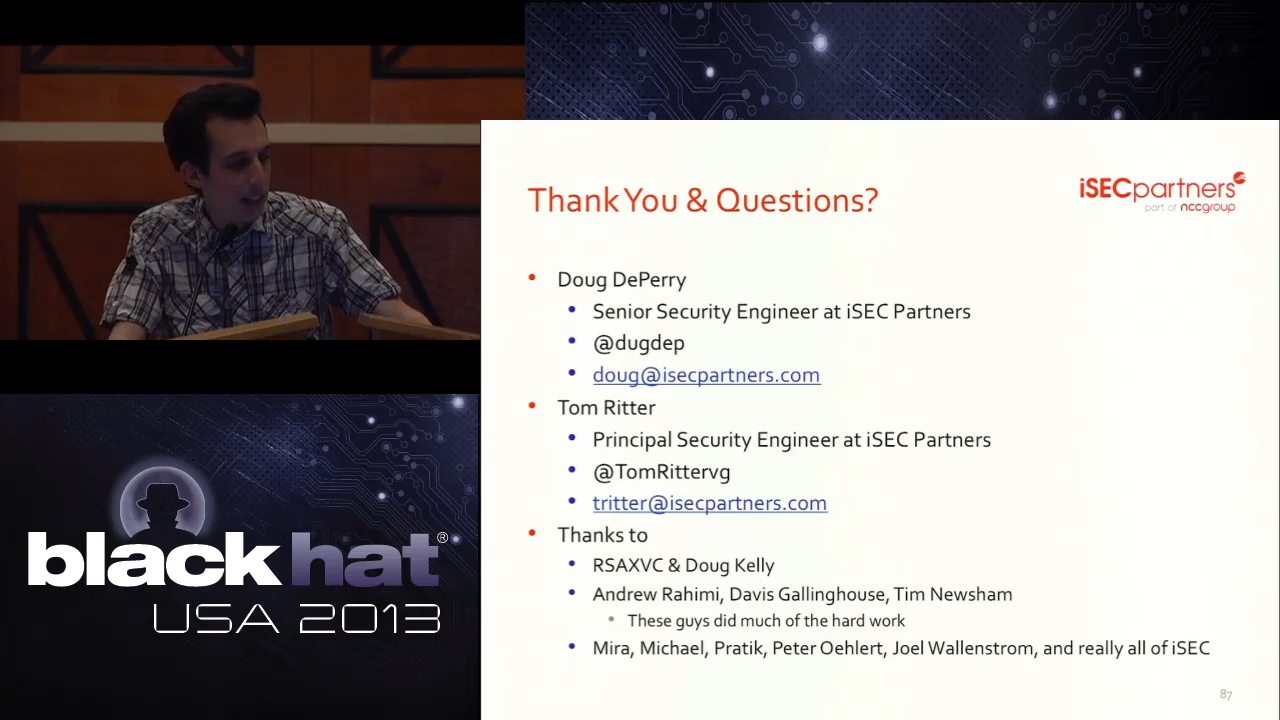 Thank You & Questions?
iSECpartners
part of nccgroup
Doug DePerry
Senior Security Engineer at iSEC Partners
@dugdep
doug@isecpartners.com
Tom Ritter
Principal Security Engineer at iSEC Partners
@TomRittervg
tritter@isecpartners.com
Thanks to
RSAXVC & Doug Kelly
Andrew Rahimi, Davis Gallinghouse, Tim Newsham
These guys did much of the hard work
Mira, Michael, Pratik, Peter Oehlert, Joel Wallenstrom, and really all of iSEC
87
blackhat®
USA 2013